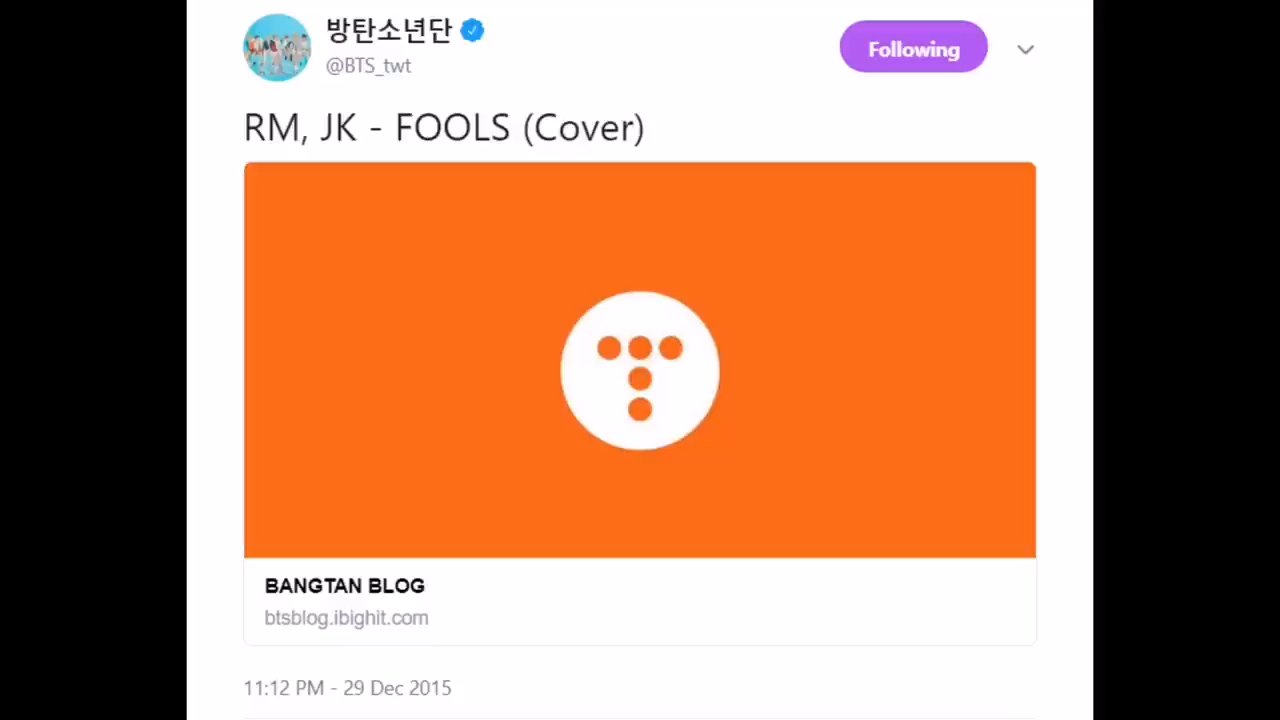 방탄소년단
@BTS_twt
Following
RM, JK - FOOLS (Cover)
BANGTAN BLOG
btsblog.ibighit.com
11:12 PM - 29 Dec 2015